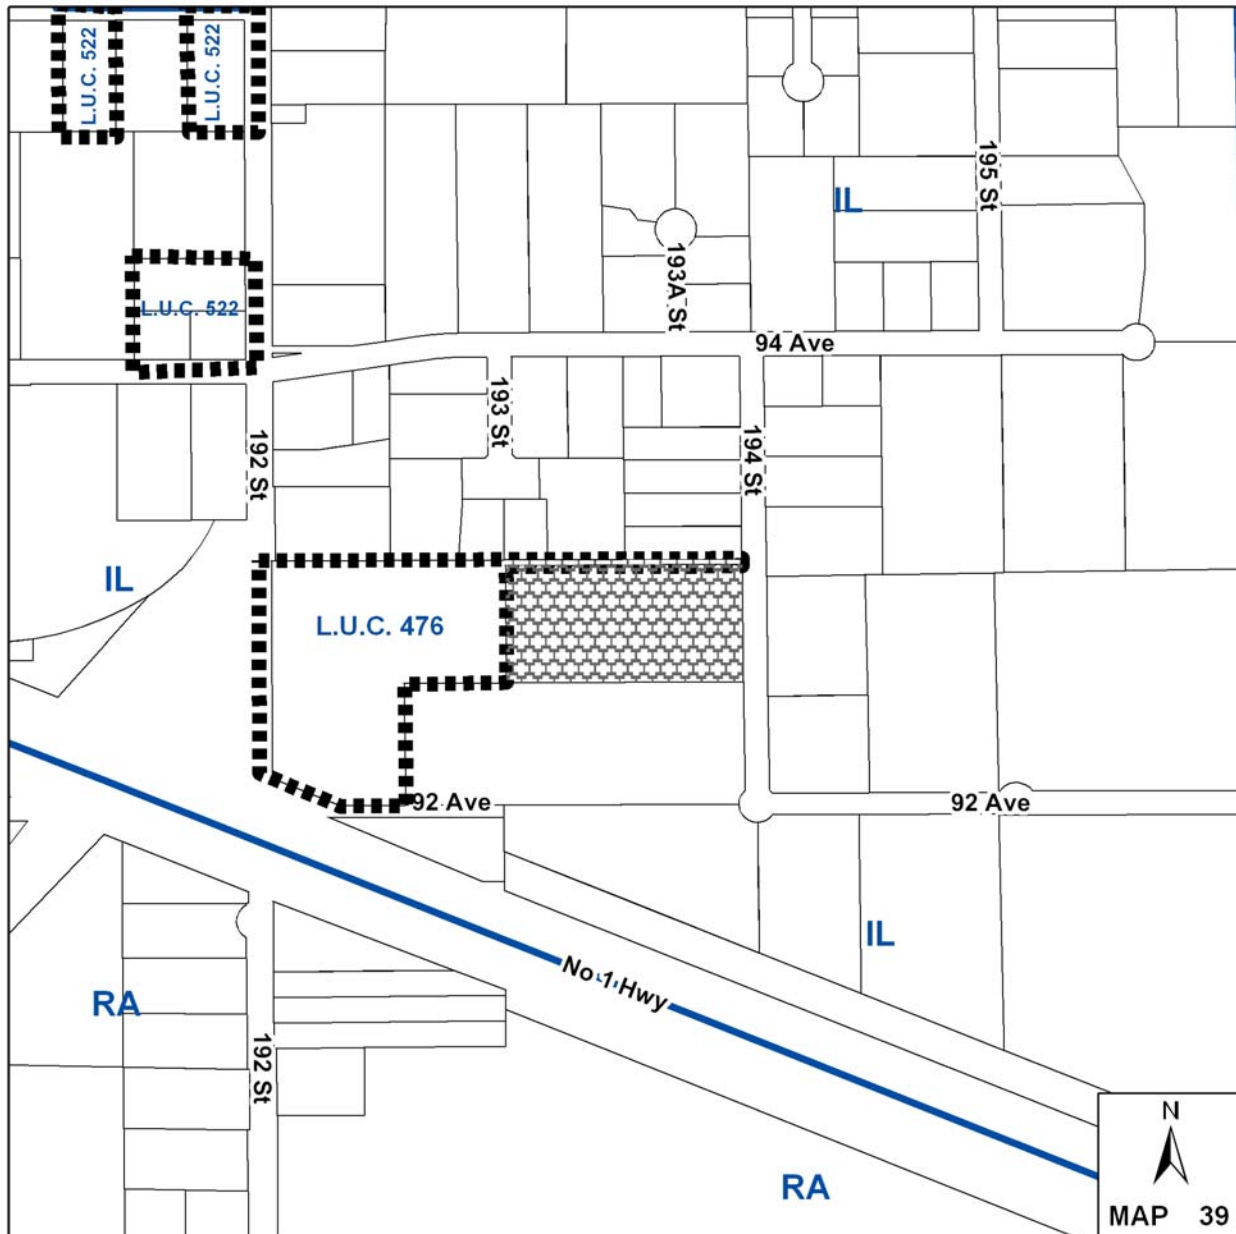 L.U.C. 522
L.U.C. 522
195 St
IL
193A St
L.U.C. 522
94 Ave
193 St
192 St
194 St
IL
L.U.C. 476
92 Ave
92 Ave
IL
No 1 Hwy
RA
192 St
N
RA
MAP 39